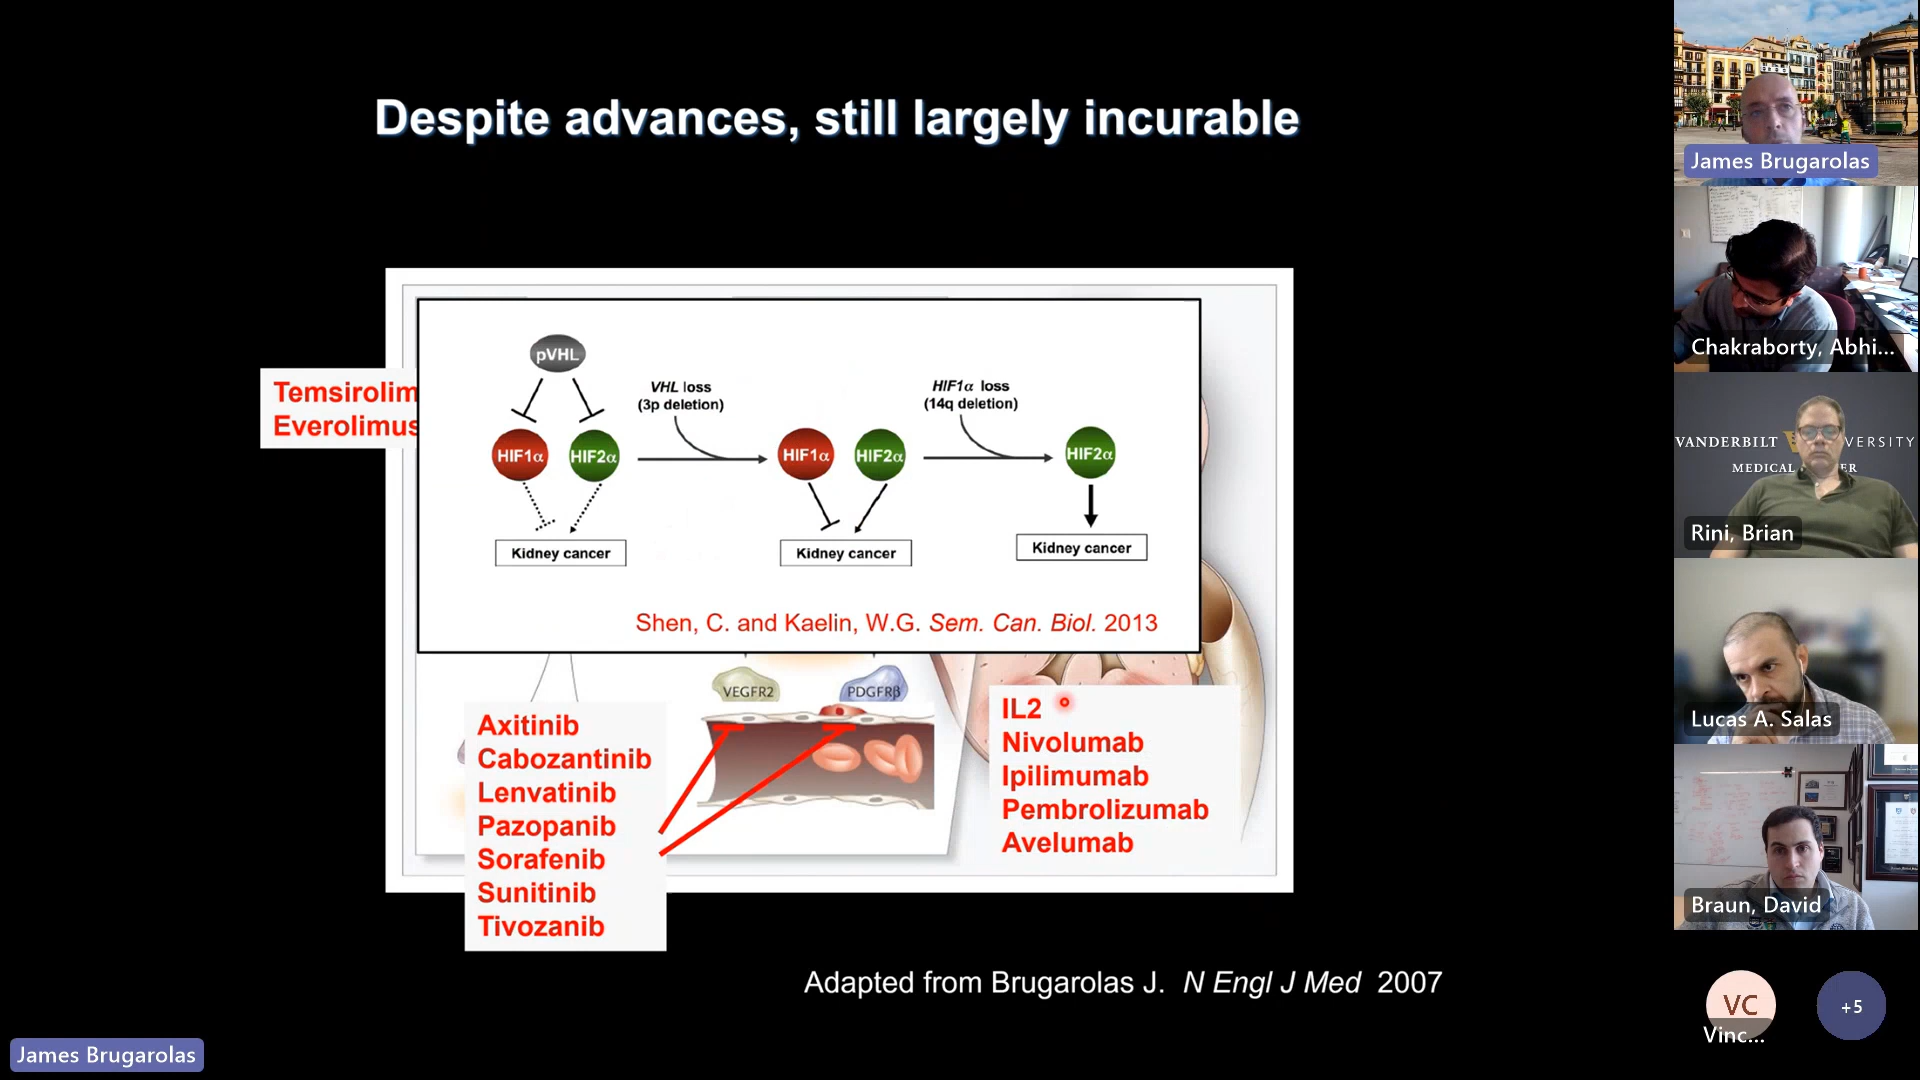 Despite advances, still largely incurable
Temsirolim
Everolimus
pVHL
HIF1α
HIF2α
VHL loss
(3p deletion)
HIF1α
HIF2α
HIF1α loss
(14q deletion)
HIF2α
Kidney cancer
Kidney cancer
Kidney cancer
Shen, C. and Kaelin, W.G. Sem. Can. Biol. 2013
VEGFR2
PDGFRβ
Axitinib
Cabozantinib
Lenvatinib
Pazopanib
Sorafenib
Sunitinib
Tivozanib
IL2
Nivolumab
Ipilimumab
Pembrolizumab
Avelumab
Adapted from Brugarolas J. N Engl J Med 2007
James Brugarolas
James Brugarolas
Chakraborty, Abhi...
VANDERBILT VERSITY
MEDICAL ER
Rini, Brian
Lucas A. Salas
Braun, David
VC
Vinc...
+5